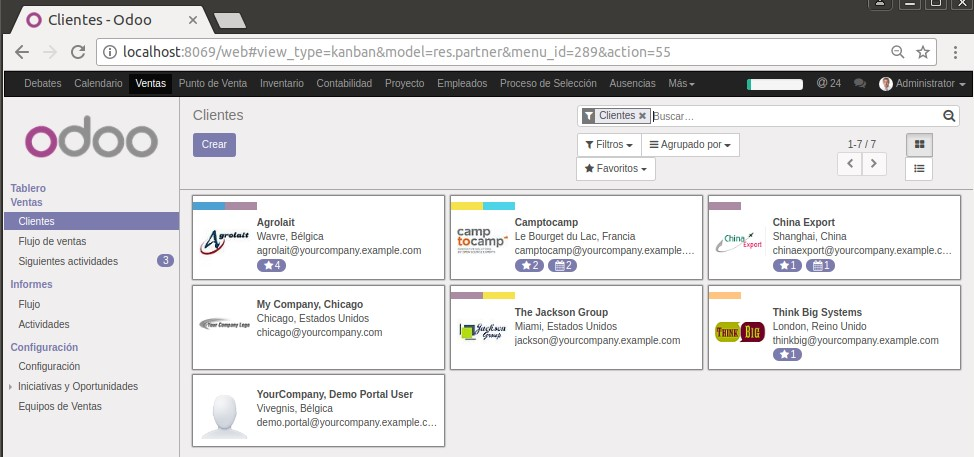 Clientes - Odoo
localhost:8069/web#view_type=kanban&model=res.partner&menu_id=289&action=55
Debates Calendario Ventas Punto de Venta Inventario Contabilidad Proyecto Empleados Proceso de Selección Ausencias Más @ 24 Administrator
odoo
Clientes
Clientes Buscar...
Crear
Filtros Agrupado por
1-7 / 7
Favoritos
Tablero
Ventas
Clientes
Flujo de ventas
Siguientes actividades 3
Informes
Flujo
Actividades
Configuración
Configuración
Iniciativas y Oportunidades
Equipos de Ventas
Agrolait
Agrolait
Wavre, Bélgica
agrolait@yourcompany.example.com
4
camp
tocamp
Camptocamp
Le Bourget du Lac, Francia
camptocamp@yourcompany.example....
2 2
China
Export
China Export
Shanghai, China
chinaexport@yourcompany.example.c...
1 1
Your Company Logo
My Company, Chicago
Chicago, Estados Unidos
chicago@yourcompany.example.com
Jackson
Group
The Jackson Group
Miami, Estados Unidos
jackson@yourcompany.example.com
THINK BIG
Think Big Systems
London, Reino Unido
thinkbig@yourcompany.example.com
1
YourCompany, Demo Portal User
Vivegnis, Bélgica
demo.portal@yourcompany.example.c...